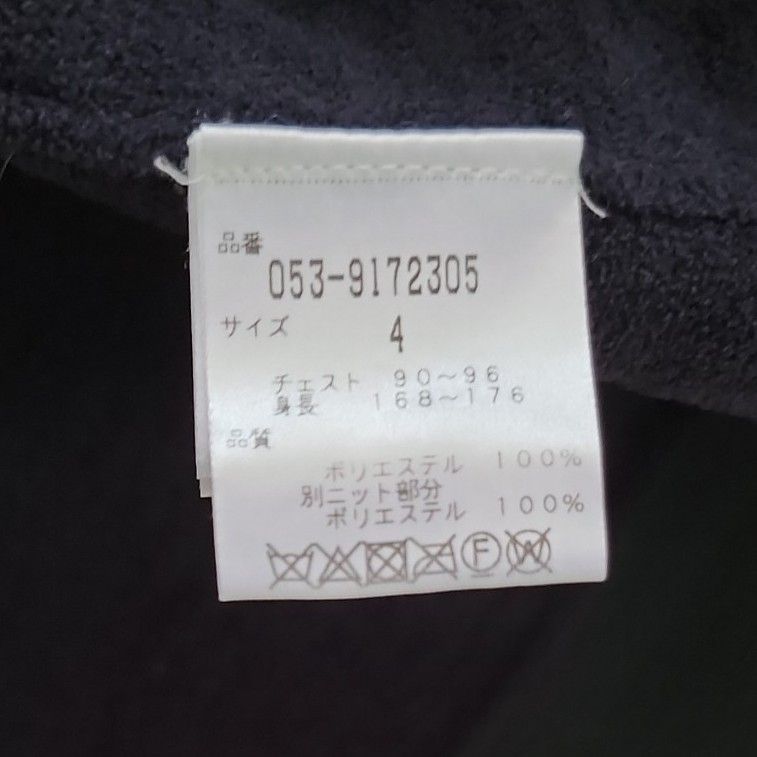 品番
053-9172305
サイズ 4
チェスト 90～96
身長 168～176
品質
ポリエステル 100%
別ニット部分
ポリエステル 100%
F W